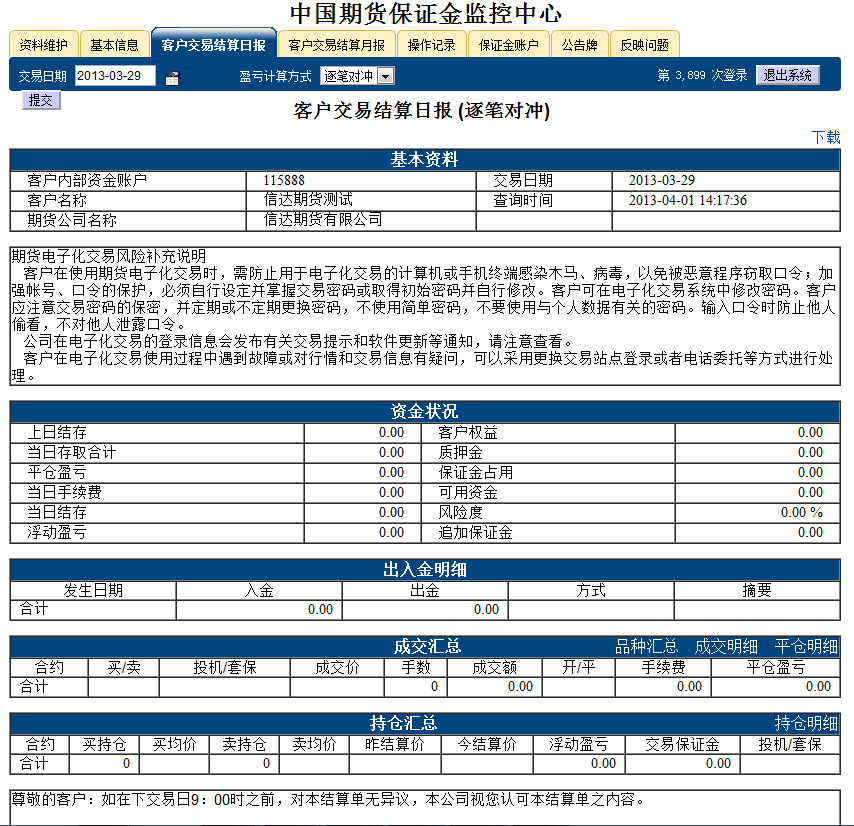 中国期货保证金监控中心
资料维护 基本信息 客户交易结算日报 客户交易结算月报 操作记录 保证金账户 公告牌 反映问题
交易日期 2013-03-29 盈亏计算方式 逐笔对冲 第 3,899 次登录 退出系统
提交
客户交易结算日报 (逐笔对冲)
下载
基本资料
客户内部资金账户 115888 交易日期 2013-03-29
客户名称 信达期货测试 查询时间 2013-04-01 14:17:36
期货公司名称 信达期货有限公司
期货电子化交易风险补充说明
客户在使用期货电子化交易时，需防止用于电子化交易的计算机或手机终端感染木马、病毒，以免被恶意程序窃取口令；加
强帐号、口令的保护，必须自行设定并掌握交易密码或取得初始密码并自行修改。客户可在电子化交易系统中修改密码。客户
应注意交易密码的保密，并定期或不定期更换密码，不使用简单密码，不要使用与个人数据有关的密码。输入口令时防止他人
偷看，不对他人泄露口令。
公司在电子化交易的登录信息会发布有关交易提示和软件更新等通知，请注意查看。
客户在电子化交易使用过程中遇到故障或对行情和交易信息有疑问，可以采用更换交易站点登录或者电话委托等方式进行处
理。
资金状况
上日结存 0.00 客户权益 0.00
当日存取合计 0.00 质押金 0.00
平仓盈亏 0.00 保证金占用 0.00
当日手续费 0.00 可用资金 0.00
当日结存 0.00 风险度 0.00 %
浮动盈亏 0.00 追加保证金 0.00
出入金明细
发生日期 入金 出金 方式 摘要
合计 0.00 0.00
成交汇总 品种汇总 成交明细 平仓明细
合约 买/卖 投机/套保 成交价 手数 成交额 开/平 手续费 平仓盈亏
合计 0 0.00 0.00 0.00
持仓汇总 持仓明细
合约 买持仓 买均价 卖持仓 卖均价 昨结算价 今结算价 浮动盈亏 交易保证金 投机/套保
合计 0 0 0.00 0.00
尊敬的客户：如在下交易日9：00时之前，对本结算单无异议，本公司视您认可本结算单之内容。